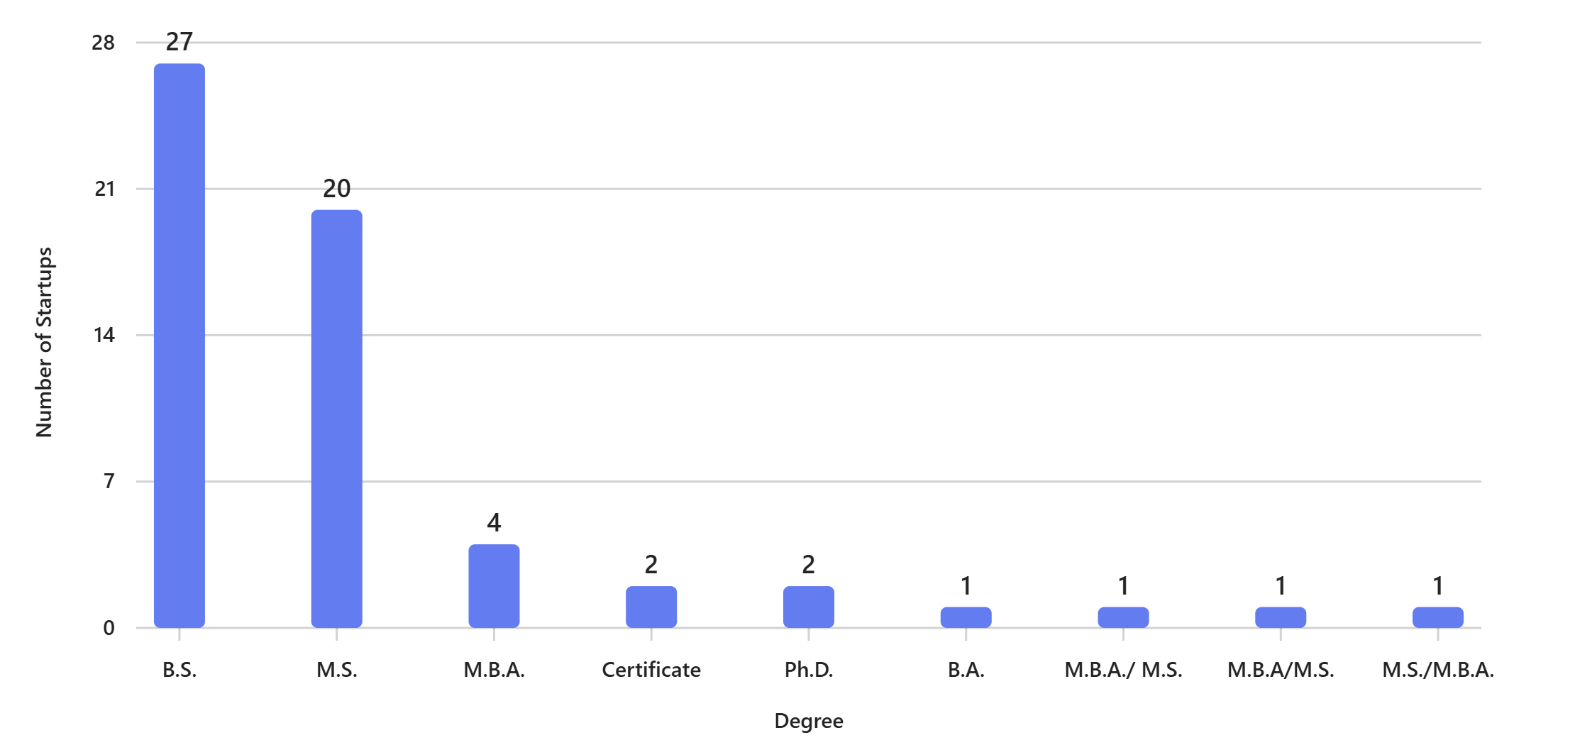 28
21
14
7
0
Number of Startups
27
20
4
2
2
1
1
1
1
B.S.
M.S.
M.B.A.
Certificate
Ph.D.
B.A.
M.B.A./ M.S.
M.B.A/M.S.
M.S./M.B.A.
Degree